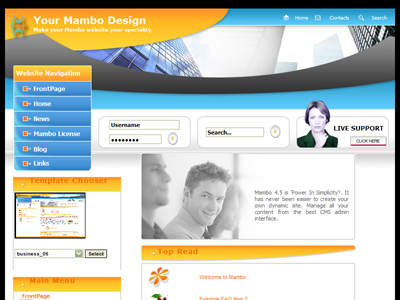 Your Mambo Design
Make your Mambo website your speciality
Home
Contacts
Search
Website Navigation
FrontPage
Home
News
Mambo License
Blog
Links
Username
Search...
LIVE SUPPORT
CLICK HERE
Template Chooser
business_06
Select
Main Menu
FrontPage
Mambo 4.5 is 'Power In Simplicity'!. It
has never been easier to create your
own dynamic site. Manage all your
content from the best CMS admin
interface.
Top Read
Welcome to Mambo
Example FAQ Item 2